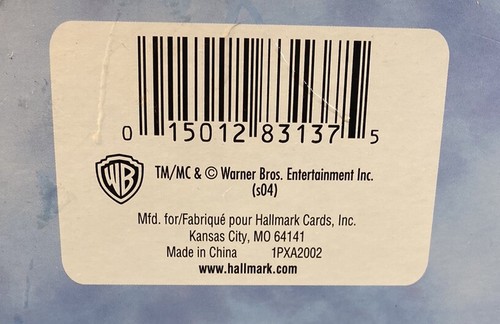 0 15012 83137 5
WB
TM/MC & © Warner Bros. Entertainment Inc.
(s04)
Mfd. for/Fabriqué pour Hallmark Cards, Inc.
Kansas City, MO 64141
Made in China 1PXA2002
www.hallmark.com